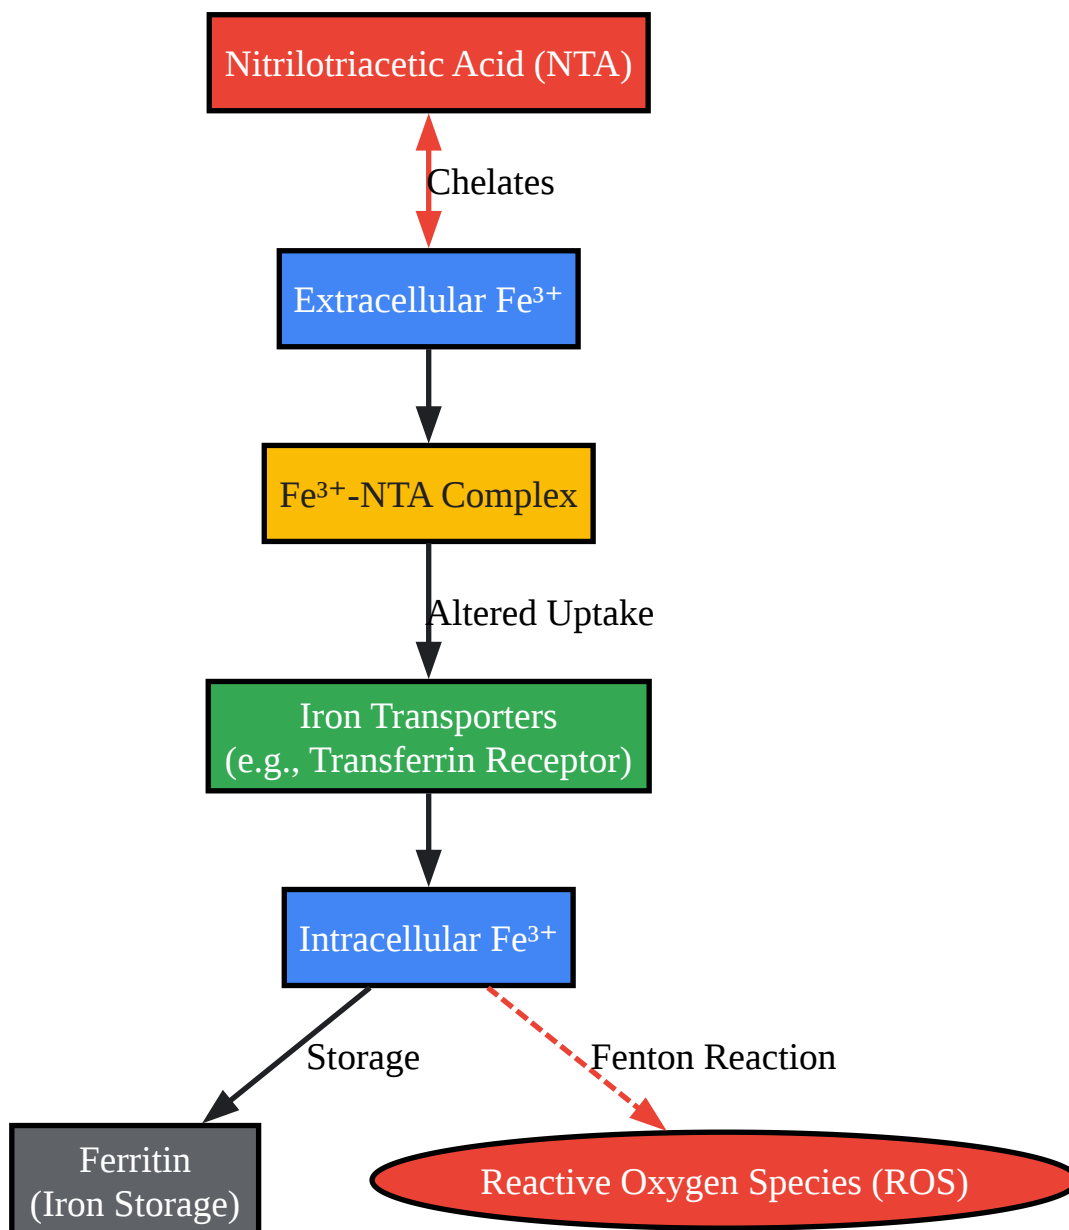 Nitrilotriacetic Acid (NTA)
Chelates
Extracellular Fe³⁺
Fe³⁺-NTA Complex
Altered Uptake
Iron Transporters
(e.g., Transferrin Receptor)
Intracellular Fe³⁺
Storage
Fenton Reaction
Ferritin
(Iron Storage)
Reactive Oxygen Species (ROS)